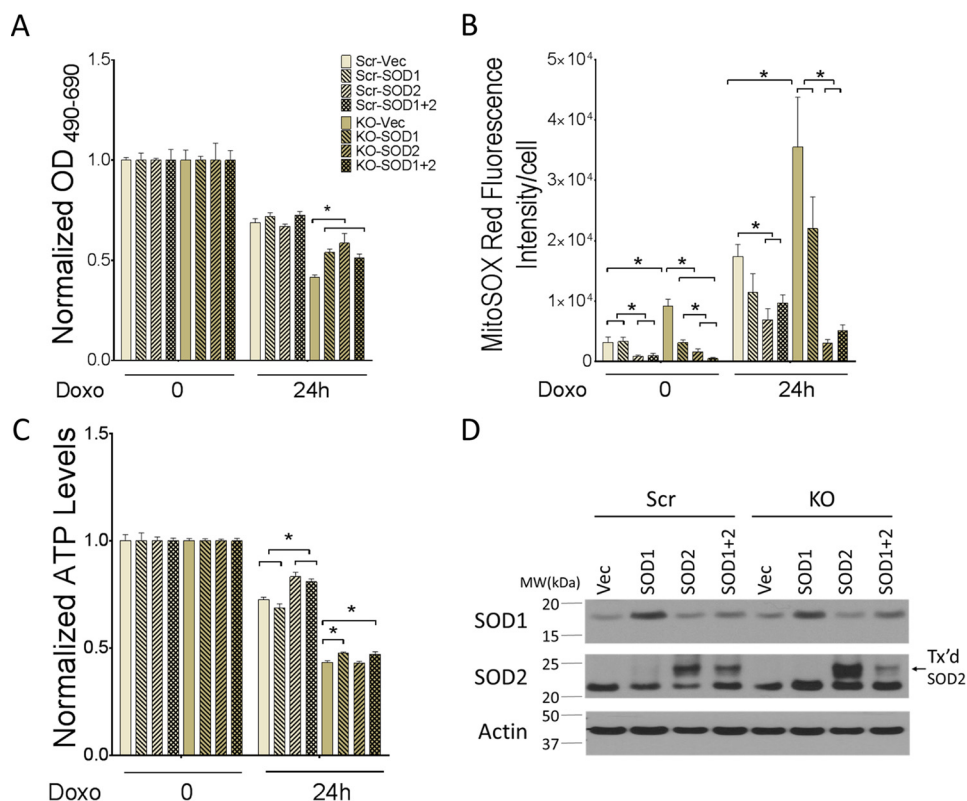 A
Normalized OD 490-690
1.5
1.0
0.5
0.0
Scr-Vec
Scr-SOD1
Scr-SOD2
Scr-SOD1+2
KO-Vec
KO-SOD1
KO-SOD2
KO-SOD1+2
*
Doxo 0 24h
B
MitoSOX Red Fluorescence
Intensity/cell
5×10⁴
4×10⁴
3×10⁴
2×10⁴
1×10⁴
0
* * * * * * * *
Doxo 0 24h
C
Normalized ATP Levels
1.5
1.0
0.5
0.0
* * *
Doxo 0 24h
D
Scr KO
MW(kDa) Vec SOD1 SOD2 SOD1+2 Vec SOD1 SOD2 SOD1+2
SOD1 20 15
SOD2 25 20
Tx'd
SOD2
Actin 50 37